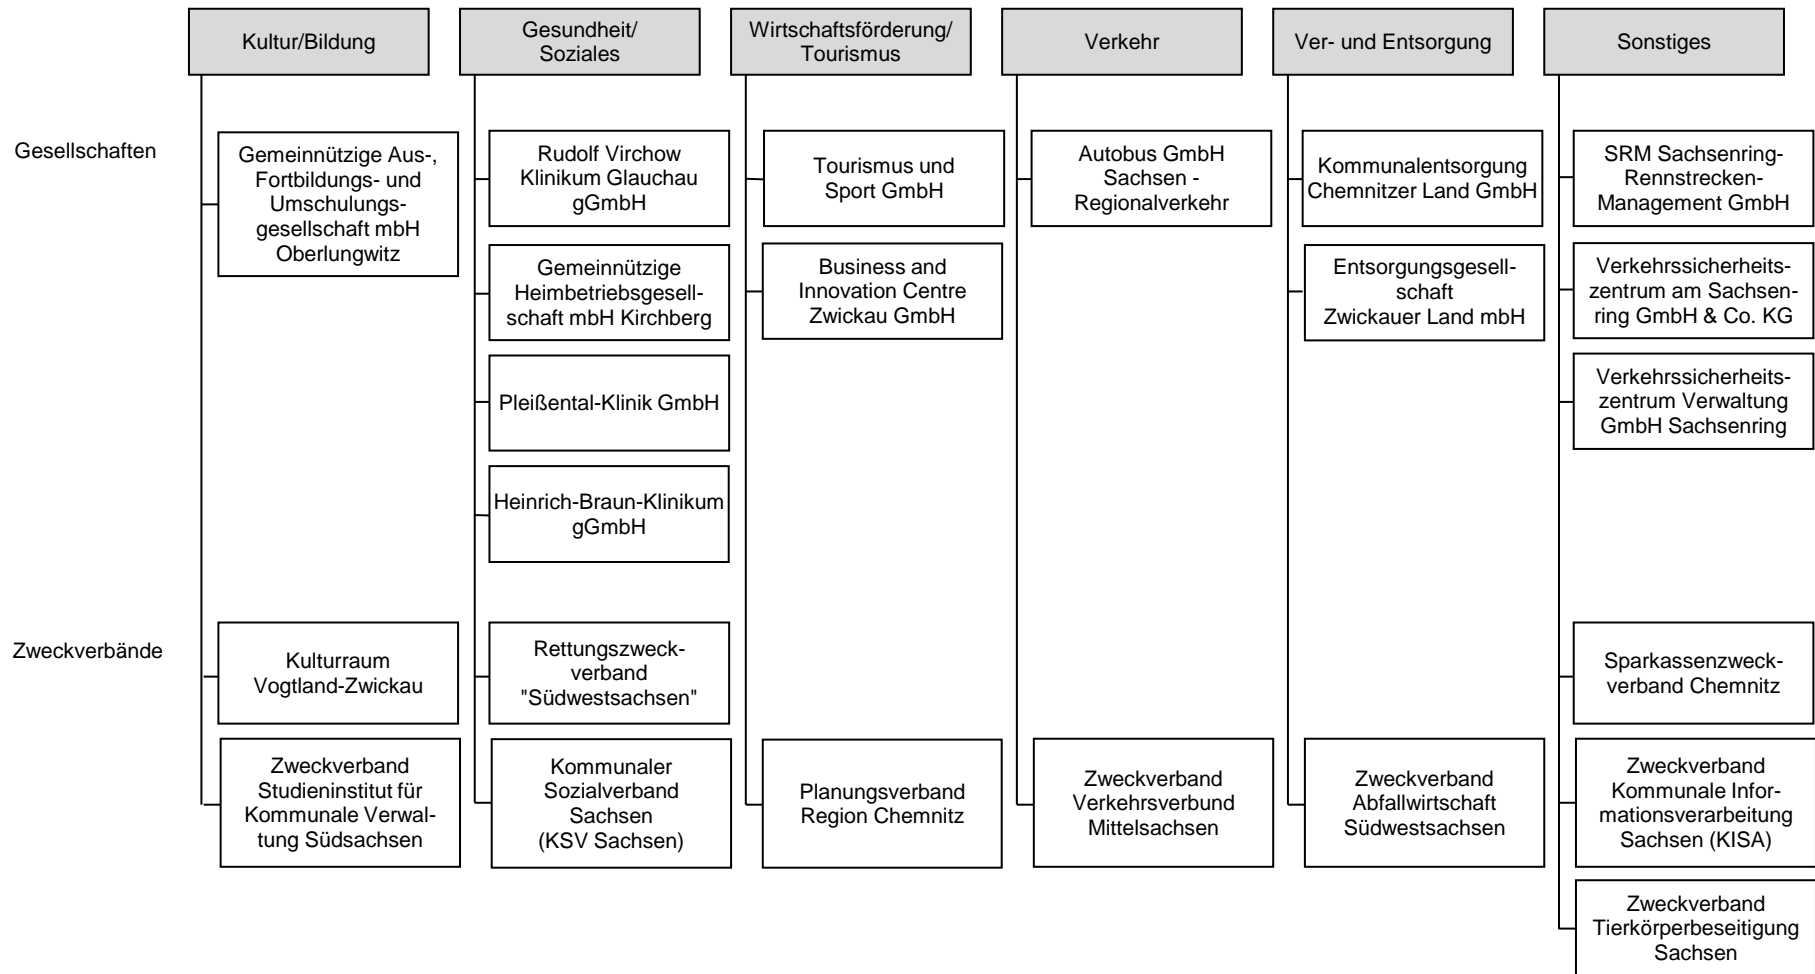 Kultur/Bildung
Gesundheit/
Soziales
Wirtschaftsförderung/
Tourismus
Verkehr
Ver- und Entsorgung
Sonstiges
Gesellschaften
Gemeinnützige Aus-,
Fortbildungs- und
Umschulungs-
gesellschaft mbH
Oberlungwitz
Rudolf Virchow
Klinikum Glauchau
gGmbH
Gemeinnützige
Heimbetriebsgesell-
schaft mbH Kirchberg
Pleißental-Klinik GmbH
Heinrich-Braun-Klinikum
gGmbH
Tourismus und
Sport GmbH
Business and
Innovation Centre
Zwickau GmbH
Autobus GmbH
Sachsen -
Regionalverkehr
Kommunalentsorgung
Chemnitzer Land GmbH
Entsorgungsgesell-
schaft
Zwickauer Land mbH
SRM Sachsenring-
Rennstrecken-
Management GmbH
Verkehrssicherheits-
zentrum am Sachsen-
ring GmbH & Co. KG
Verkehrssicherheits-
zentrum Verwaltung
GmbH Sachsenring
Zweckverbände
Kulturraum
Vogtland-Zwickau
Zweckverband
Studieninstitut für
Kommunale Verwal-
tung Südsachsen
Rettungszweck-
verband
"Südwestsachsen"
Kommunaler
Sozialverband
Sachsen
(KSV Sachsen)
Planungsverband
Region Chemnitz
Zweckverband
Verkehrsverbund
Mittelsachsen
Zweckverband
Abfallwirtschaft
Südwestsachsen
Sparkassenzweck-
verband Chemnitz
Zweckverband
Kommunale Infor-
mationsverarbeitung
Sachsen (KISA)
Zweckverband
Tierkörperbeseitigung
Sachsen